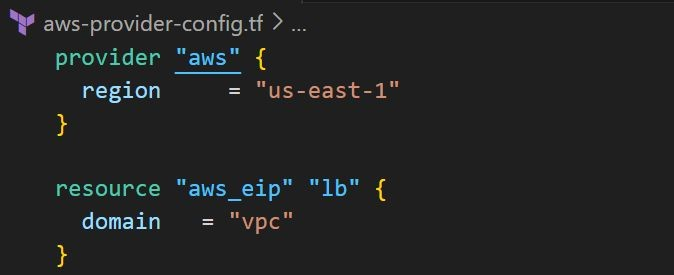 aws-provider-config.tf > ...
provider "aws" {
  region     = "us-east-1"
}

resource "aws_eip" "lb" {
  domain   = "vpc"
}